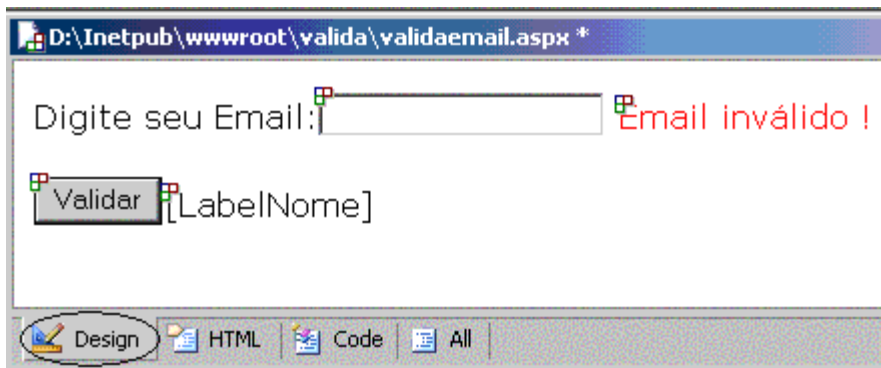 D:\Inetpub\wwwroot\valida\validaemail.aspx *
Digite seu Email: Email inválido !
Validar [LabelNome]
Design HTML Code All